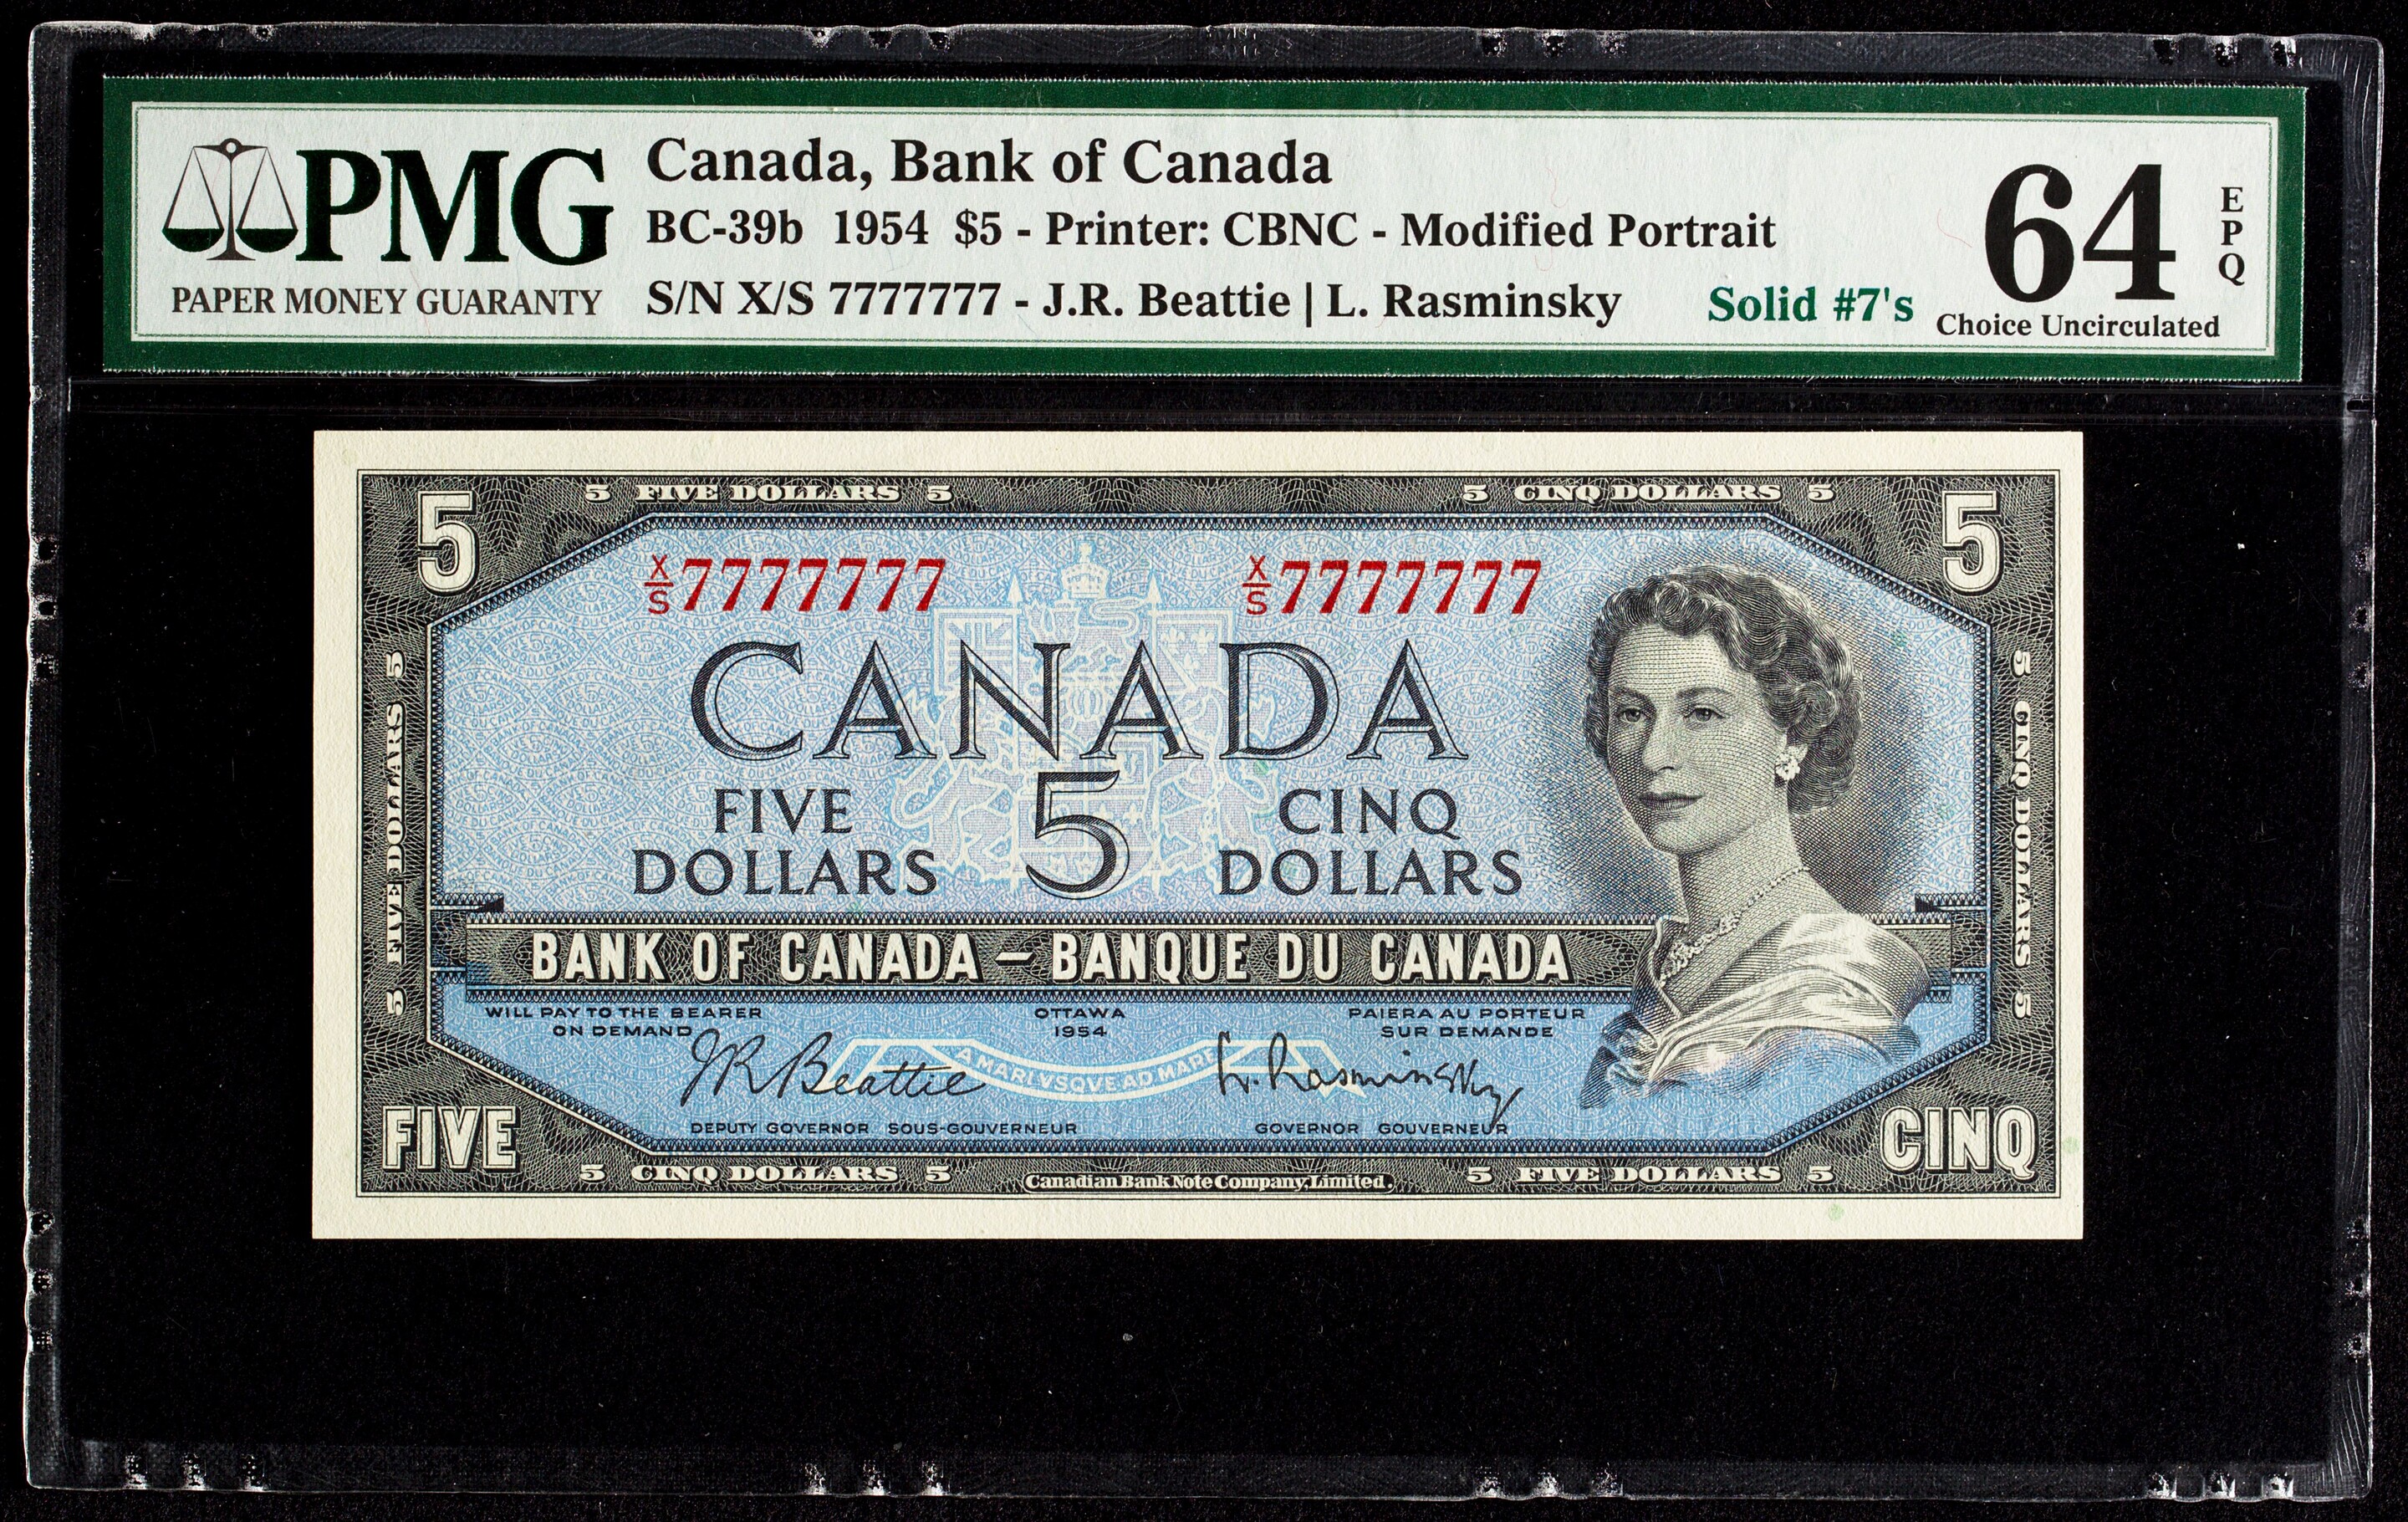 PMG
PAPER MONEY GUARANTY
Canada, Bank of Canada
BC-39b 1954 $5 - Printer: CBNC - Modified Portrait
S/N X/S 7777777 - J.R. Beattie | L. Rasminsky
Solid #7's
64
EPQ
Choice Uncirculated
5 FIVE DOLLARS 5
5 CINQ DOLLARS 5
5
5
X/S 7777777
X/S 7777777
CANADA
5 FIVE DOLLARS 5
5 CINQ DOLLARS 5
FIVE DOLLARS
5
CINQ DOLLARS
BANK OF CANADA – BANQUE DU CANADA
WILL PAY TO THE BEARER
ON DEMAND
OTTAWA
1954
PAIERA AU PORTEUR
SUR DEMANDE
JR Beattie
A MARI VSQVE AD MARE
L. Rasminsky
DEPUTY GOVERNOR SOUS-GOUVERNEUR
GOVERNOR GOUVERNEUR
FIVE
CINQ
5 CINQ DOLLARS 5
Canadian Bank Note Company, Limited.
5 FIVE DOLLARS 5